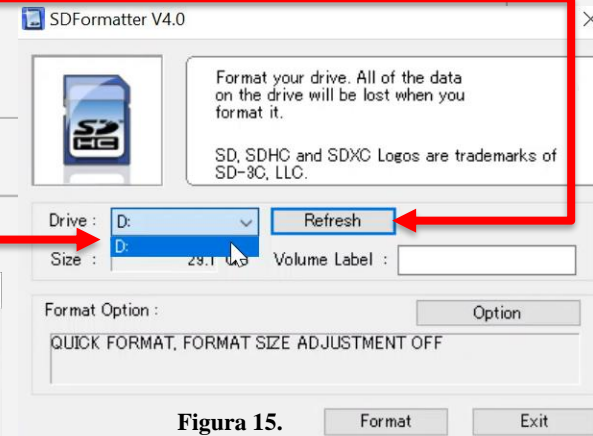 SDFormatter V4.0
Format your drive. All of the data
on the drive will be lost when you
format it.
SD, SDHC and SDXC Logos are trademarks of
SD-3C, LLC.
SD
HC
Drive : D: Refresh
D:
Size : 29.1 Volume Label :
Format Option : Option
QUICK FORMAT, FORMAT SIZE ADJUSTMENT OFF
Figura 15. Format Exit